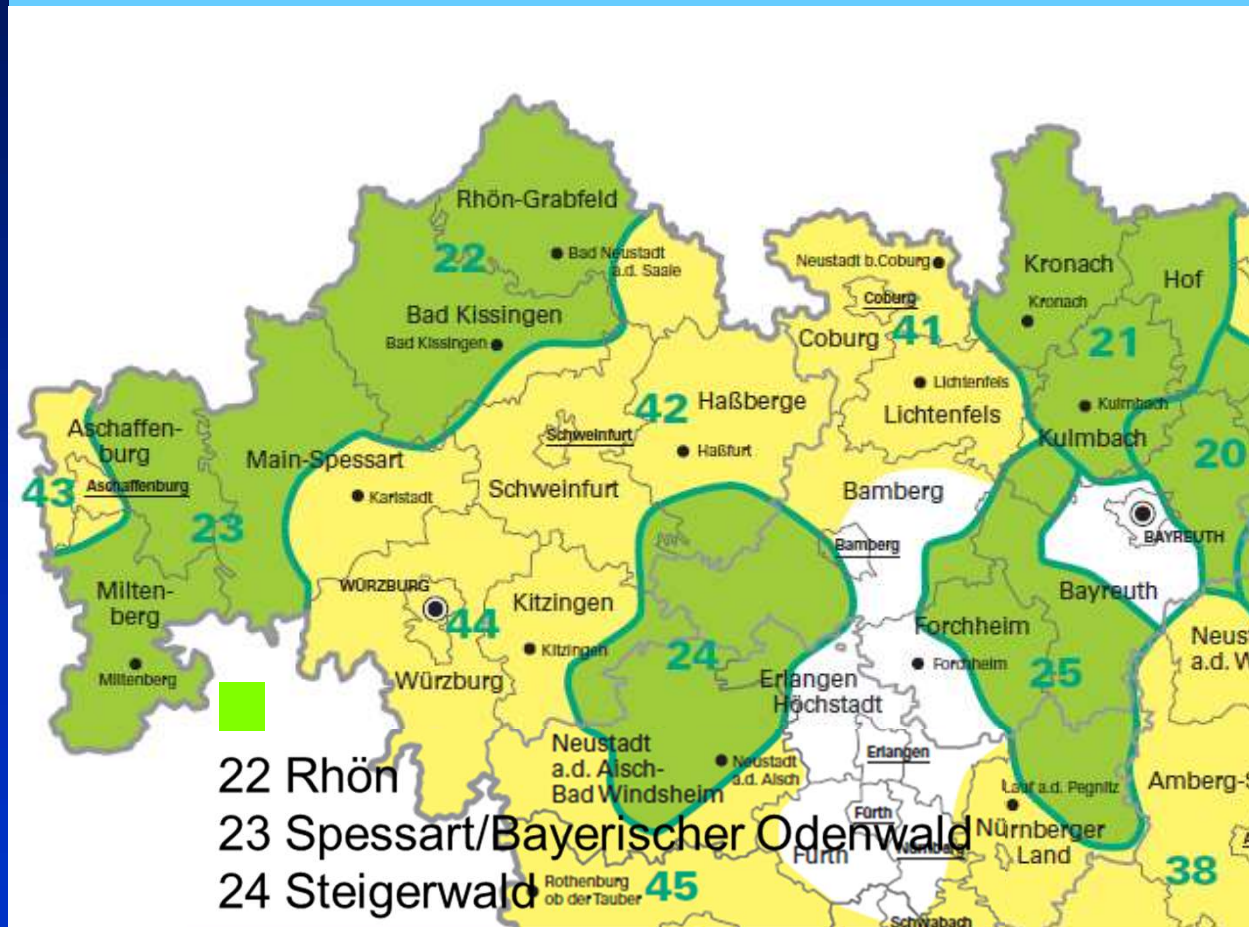 Rhön-Grabfeld
22
Bad Neustadt
a.d. Saale
Bad Kissingen
Bad Kissingen
Neustadt b.Coburg
Coburg
Coburg
41
Lichtenfels
Lichtenfels
Kronach
Kronach
Hof
21
Kulmbach
Kulmbach
20
42
Haßberge
Haßfurt
Schweinfurt
Schweinfurt
Aschaffen-
burg
Aschaffenburg
43
23
Main-Spessart
Karlstadt
Bamberg
Bamberg
BAYREUTH
Bayreuth
Milten-
berg
Miltenberg
WÜRZBURG
44
Würzburg
Kitzingen
Kitzingen
24
Erlangen
Höchstadt
Forchheim
Forchheim
25
a.d. W
Neustadt
a.d. Aisch-
Bad Windsheim
Neustadt
a.d. Aisch
Erlangen
Fürth
Fürth
Nürnberg
Lauf a.d. Pegnitz
Nürnberger
Land
Amberg-S
38
Rothenburg
ob der Tauber
45
Schwabach
22 Rhön
23 Spessart/Bayerischer Odenwald
24 Steigerwald